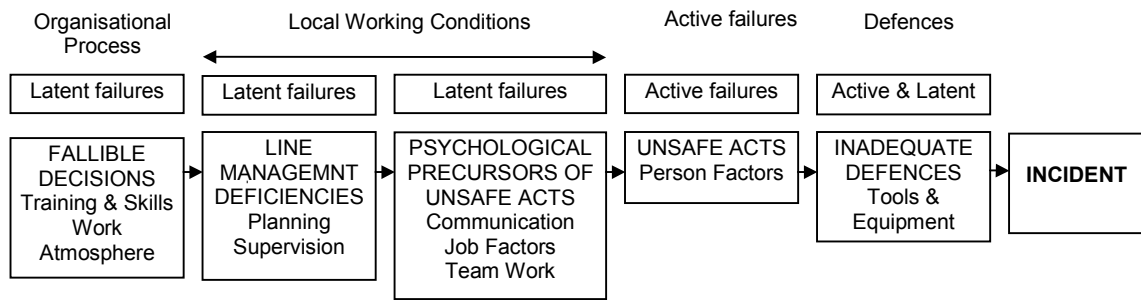 Organisational
Process
Local Working Conditions
Active failures
Defences
Latent failures
Latent failures
Latent failures
Active failures
Active & Latent
FALLIBLE
DECISIONS
Training & Skills
Work
Atmosphere
LINE
MANAGEMNT
DEFICIENCIES
Planning
Supervision
PSYCHOLOGICAL
PRECURSORS OF
UNSAFE ACTS
Communication
Job Factors
Team Work
UNSAFE ACTS
Person Factors
INADEQUATE
DEFENCES
Tools &
Equipment
INCIDENT